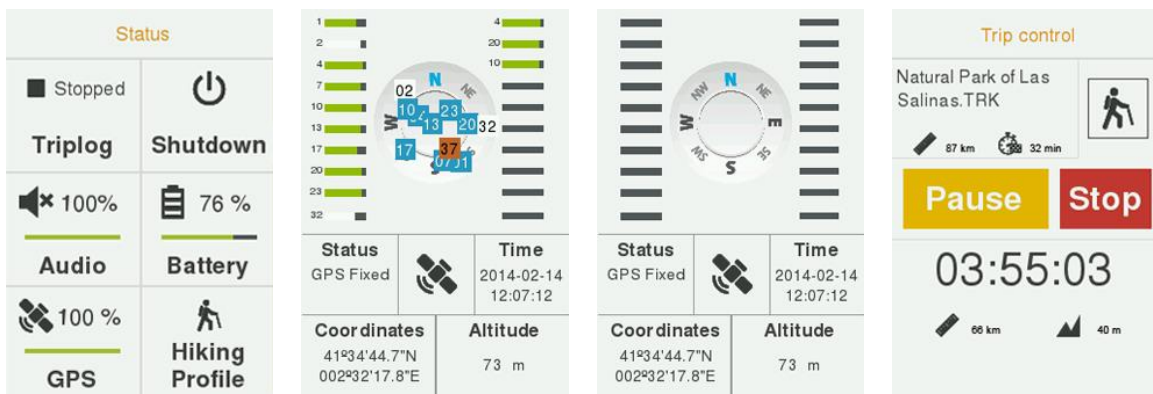 Status
Stopped
Triplog
Shutdown
100%
Audio
76 %
Battery
100 %
GPS
Hiking
Profile
1
2
4
7
10
13
17
20
23
32
4
20
10
N
NE
W
S
02
10
23
13
20
32
17
37
07
01
Status
GPS Fixed
Time
2014-02-14
12:07:12
Coordinates
41º34'44.7"N
002º32'17.8"E
Altitude
73 m
N
NE
E
SE
S
SW
W
NW
Status
GPS Fixed
Time
2014-02-14
12:07:12
Coordinates
41º34'44.7"N
002º32'17.8"E
Altitude
73 m
Trip control
Natural Park of Las
Salinas.TRK
87 km
32 min
Pause
Stop
03:55:03
66 km
40 m